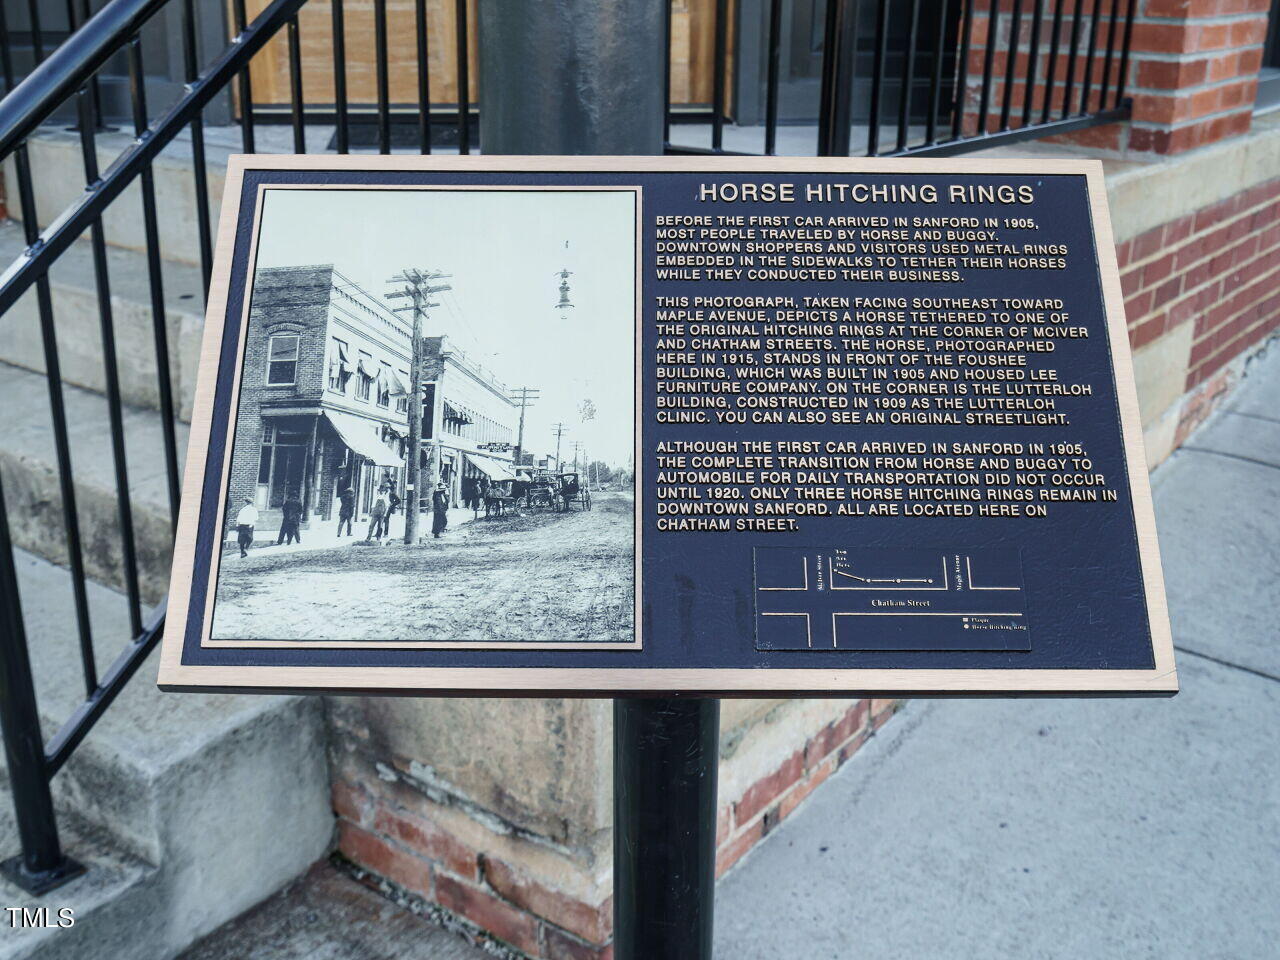 HORSE HITCHING RINGS
BEFORE THE FIRST CAR ARRIVED IN SANFORD IN 1905,
MOST PEOPLE TRAVELED BY HORSE AND BUGGY.
DOWNTOWN SHOPPERS AND VISITORS USED METAL RINGS
EMBEDDED IN THE SIDEWALKS TO TETHER THEIR HORSES
WHILE THEY CONDUCTED THEIR BUSINESS.
THIS PHOTOGRAPH, TAKEN FACING SOUTHEAST TOWARD
MAPLE AVENUE, DEPICTS A HORSE TETHERED TO ONE OF
THE ORIGINAL HITCHING RINGS AT THE CORNER OF MCIVER
AND CHATHAM STREETS. THE HORSE, PHOTOGRAPHED
HERE IN 1915, STANDS IN FRONT OF THE FOUSHEE
BUILDING, WHICH WAS BUILT IN 1905 AND HOUSED LEE
FURNITURE COMPANY. ON THE CORNER IS THE LUTTERLOH
BUILDING, CONSTRUCTED IN 1909 AS THE LUTTERLOH
CLINIC. YOU CAN ALSO SEE AN ORIGINAL STREETLIGHT.
ALTHOUGH THE FIRST CAR ARRIVED IN SANFORD IN 1905,
THE COMPLETE TRANSITION FROM HORSE AND BUGGY TO
AUTOMOBILE FOR DAILY TRANSPORTATION DID NOT OCCUR
UNTIL 1920. ONLY THREE HORSE HITCHING RINGS REMAIN IN
DOWNTOWN SANFORD. ALL ARE LOCATED HERE ON
CHATHAM STREET.
McIver Street
You
Are
Here
Maple Avenue
Chatham Street
Plaque
Horse Hitching Ring
TMLS